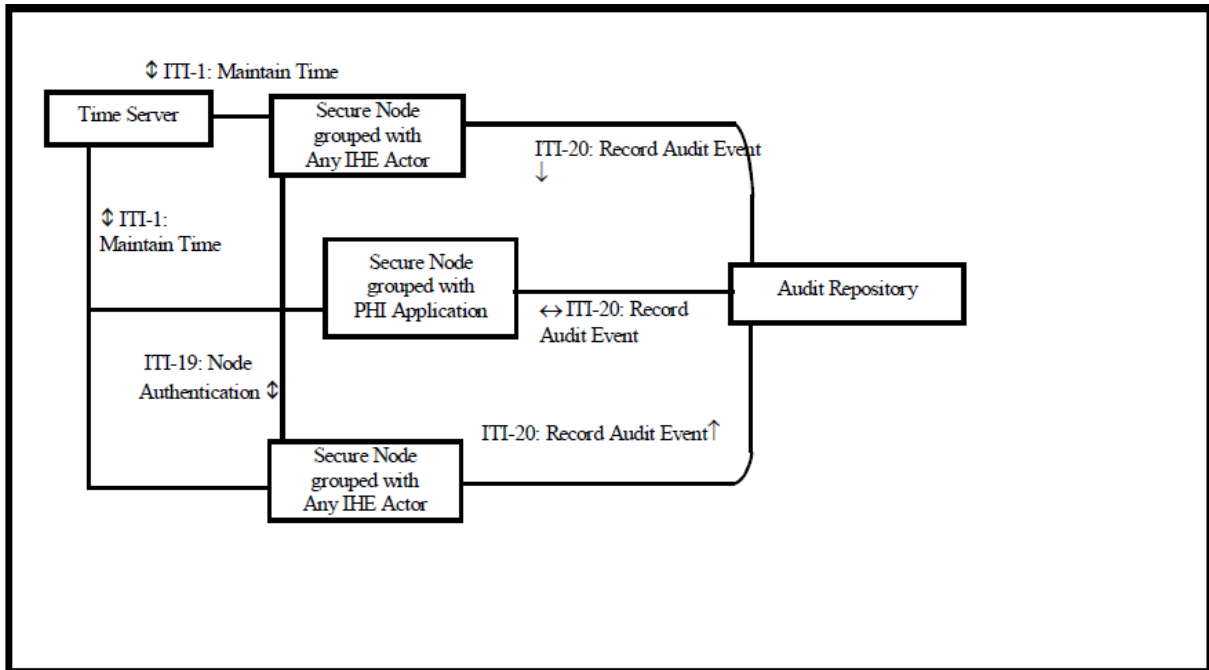 ⇕ ITI-1: Maintain Time
Time Server
Secure Node
grouped with
Any IHE Actor
ITI-20: Record Audit Event
↓
⇕ ITI-1:
Maintain Time
Secure Node
grouped with
PHI Application
Audit Repository
↔ ITI-20: Record
Audit Event
ITI-19: Node
Authentication ⇕
ITI-20: Record Audit Event↑
Secure Node
grouped with
Any IHE Actor